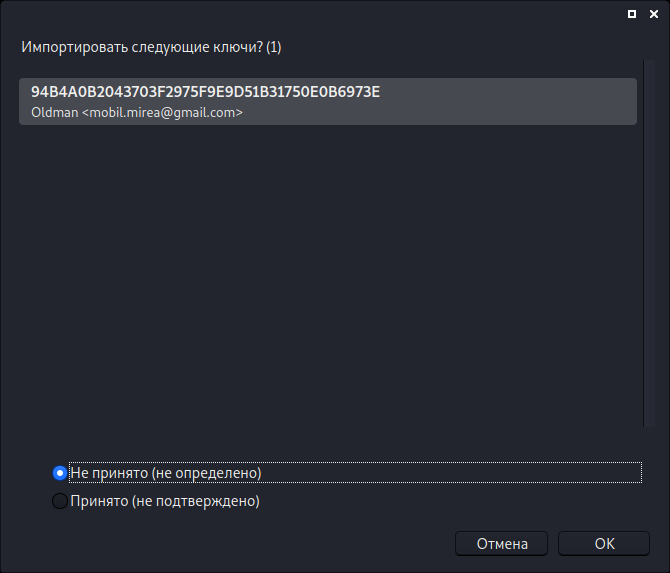 Импортировать следующие ключи? (1)
94B4A0B2043703F2975F9E9D51B31750E0B6973E
Oldman <mobil.mirea@gmail.com>
Не принято (не определено)
Принято (не подтверждено)
Отмена
OK